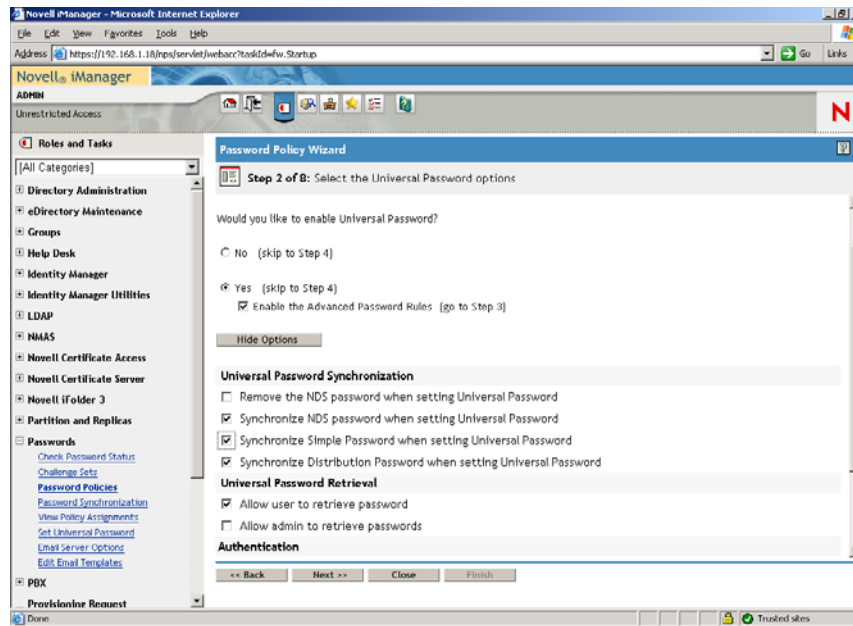 Novell iManager - Microsoft Internet Explorer
File Edit View Favorites Tools Help
Address https://192.168.1.18/nps/servlet/webacc?taskId=fw.Startup Go Links
Novell® iManager
ADMIN
Unrestricted Access
N
Roles and Tasks
[All Categories]
Directory Administration
eDirectory Maintenance
Groups
Help Desk
Identity Manager
Identity Manager Utilities
LDAP
NMAS
Novell Certificate Access
Novell Certificate Server
Novell iFolder 3
Partition and Replicas
Passwords
Check Password Status
Challenge Sets
Password Policies
Password Synchronization
View Policy Assignments
Set Universal Password
Email Server Options
Edit Email Templates
PBX
Provisioning Request
Password Policy Wizard
?
Step 2 of 8: Select the Universal Password options
Would you like to enable Universal Password?
No (skip to Step 4)
Yes (skip to Step 4)
Enable the Advanced Password Rules (go to Step 3)
Hide Options
Universal Password Synchronization
Remove the NDS password when setting Universal Password
Synchronize NDS password when setting Universal Password
Synchronize Simple Password when setting Universal Password
Synchronize Distribution Password when setting Universal Password
Universal Password Retrieval
Allow user to retrieve password
Allow admin to retrieve passwords
Authentication
<< Back Next >> Close Finish
Done Trusted sites